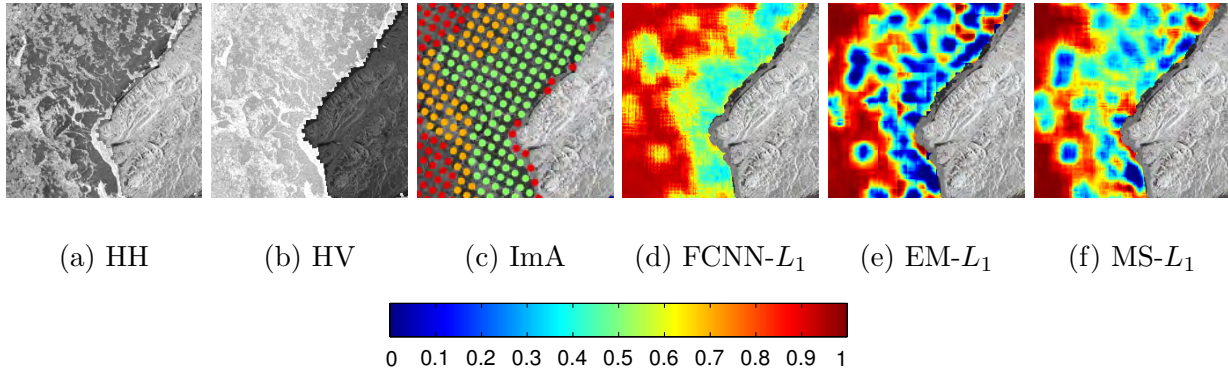 (a) HH (b) HV (c) ImA (d) FCNN-L₁ (e) EM-L₁ (f) MS-L₁
0 0.1 0.2 0.3 0.4 0.5 0.6 0.7 0.8 0.9 1